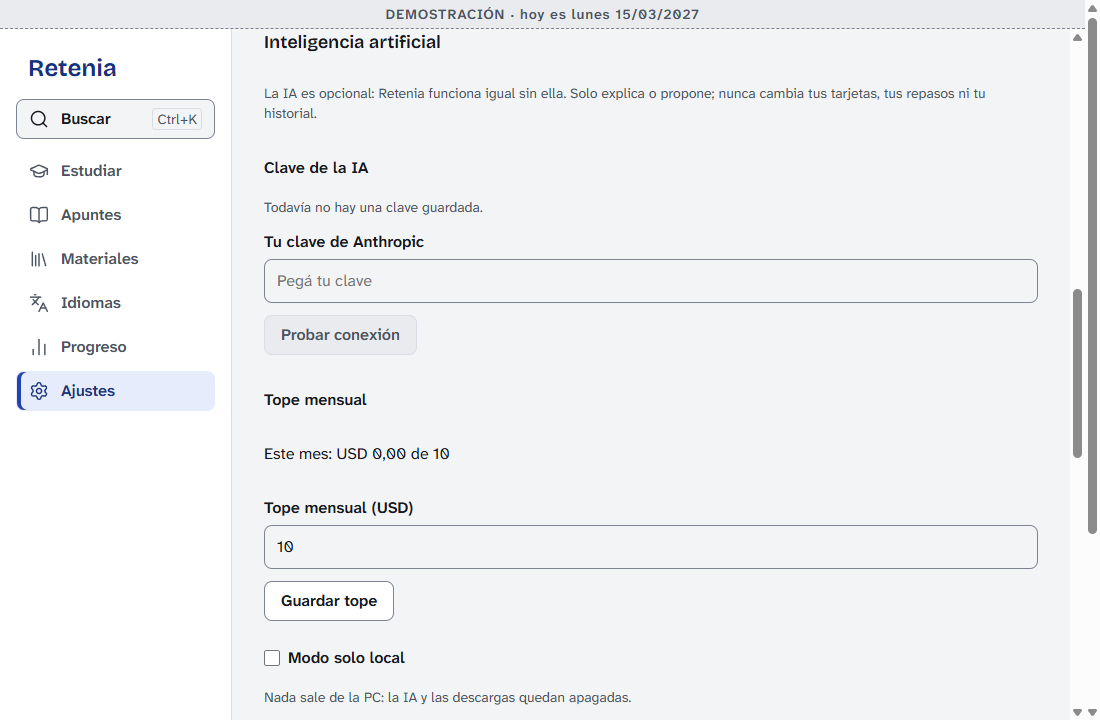 DEMOSTRACIÓN · hoy es lunes 15/03/2027
Retenia
Buscar Ctrl+K
Estudiar
Apuntes
Materiales
Idiomas
Progreso
Ajustes
Inteligencia artificial
La IA es opcional: Retenia funciona igual sin ella. Solo explica o propone; nunca cambia tus tarjetas, tus repasos ni tu
historial.
Clave de la IA
Todavía no hay una clave guardada.
Tu clave de Anthropic
Pegá tu clave
Probar conexión
Tope mensual
Este mes: USD 0,00 de 10
Tope mensual (USD)
10
Guardar tope
Modo solo local
Nada sale de la PC: la IA y las descargas quedan apagadas.